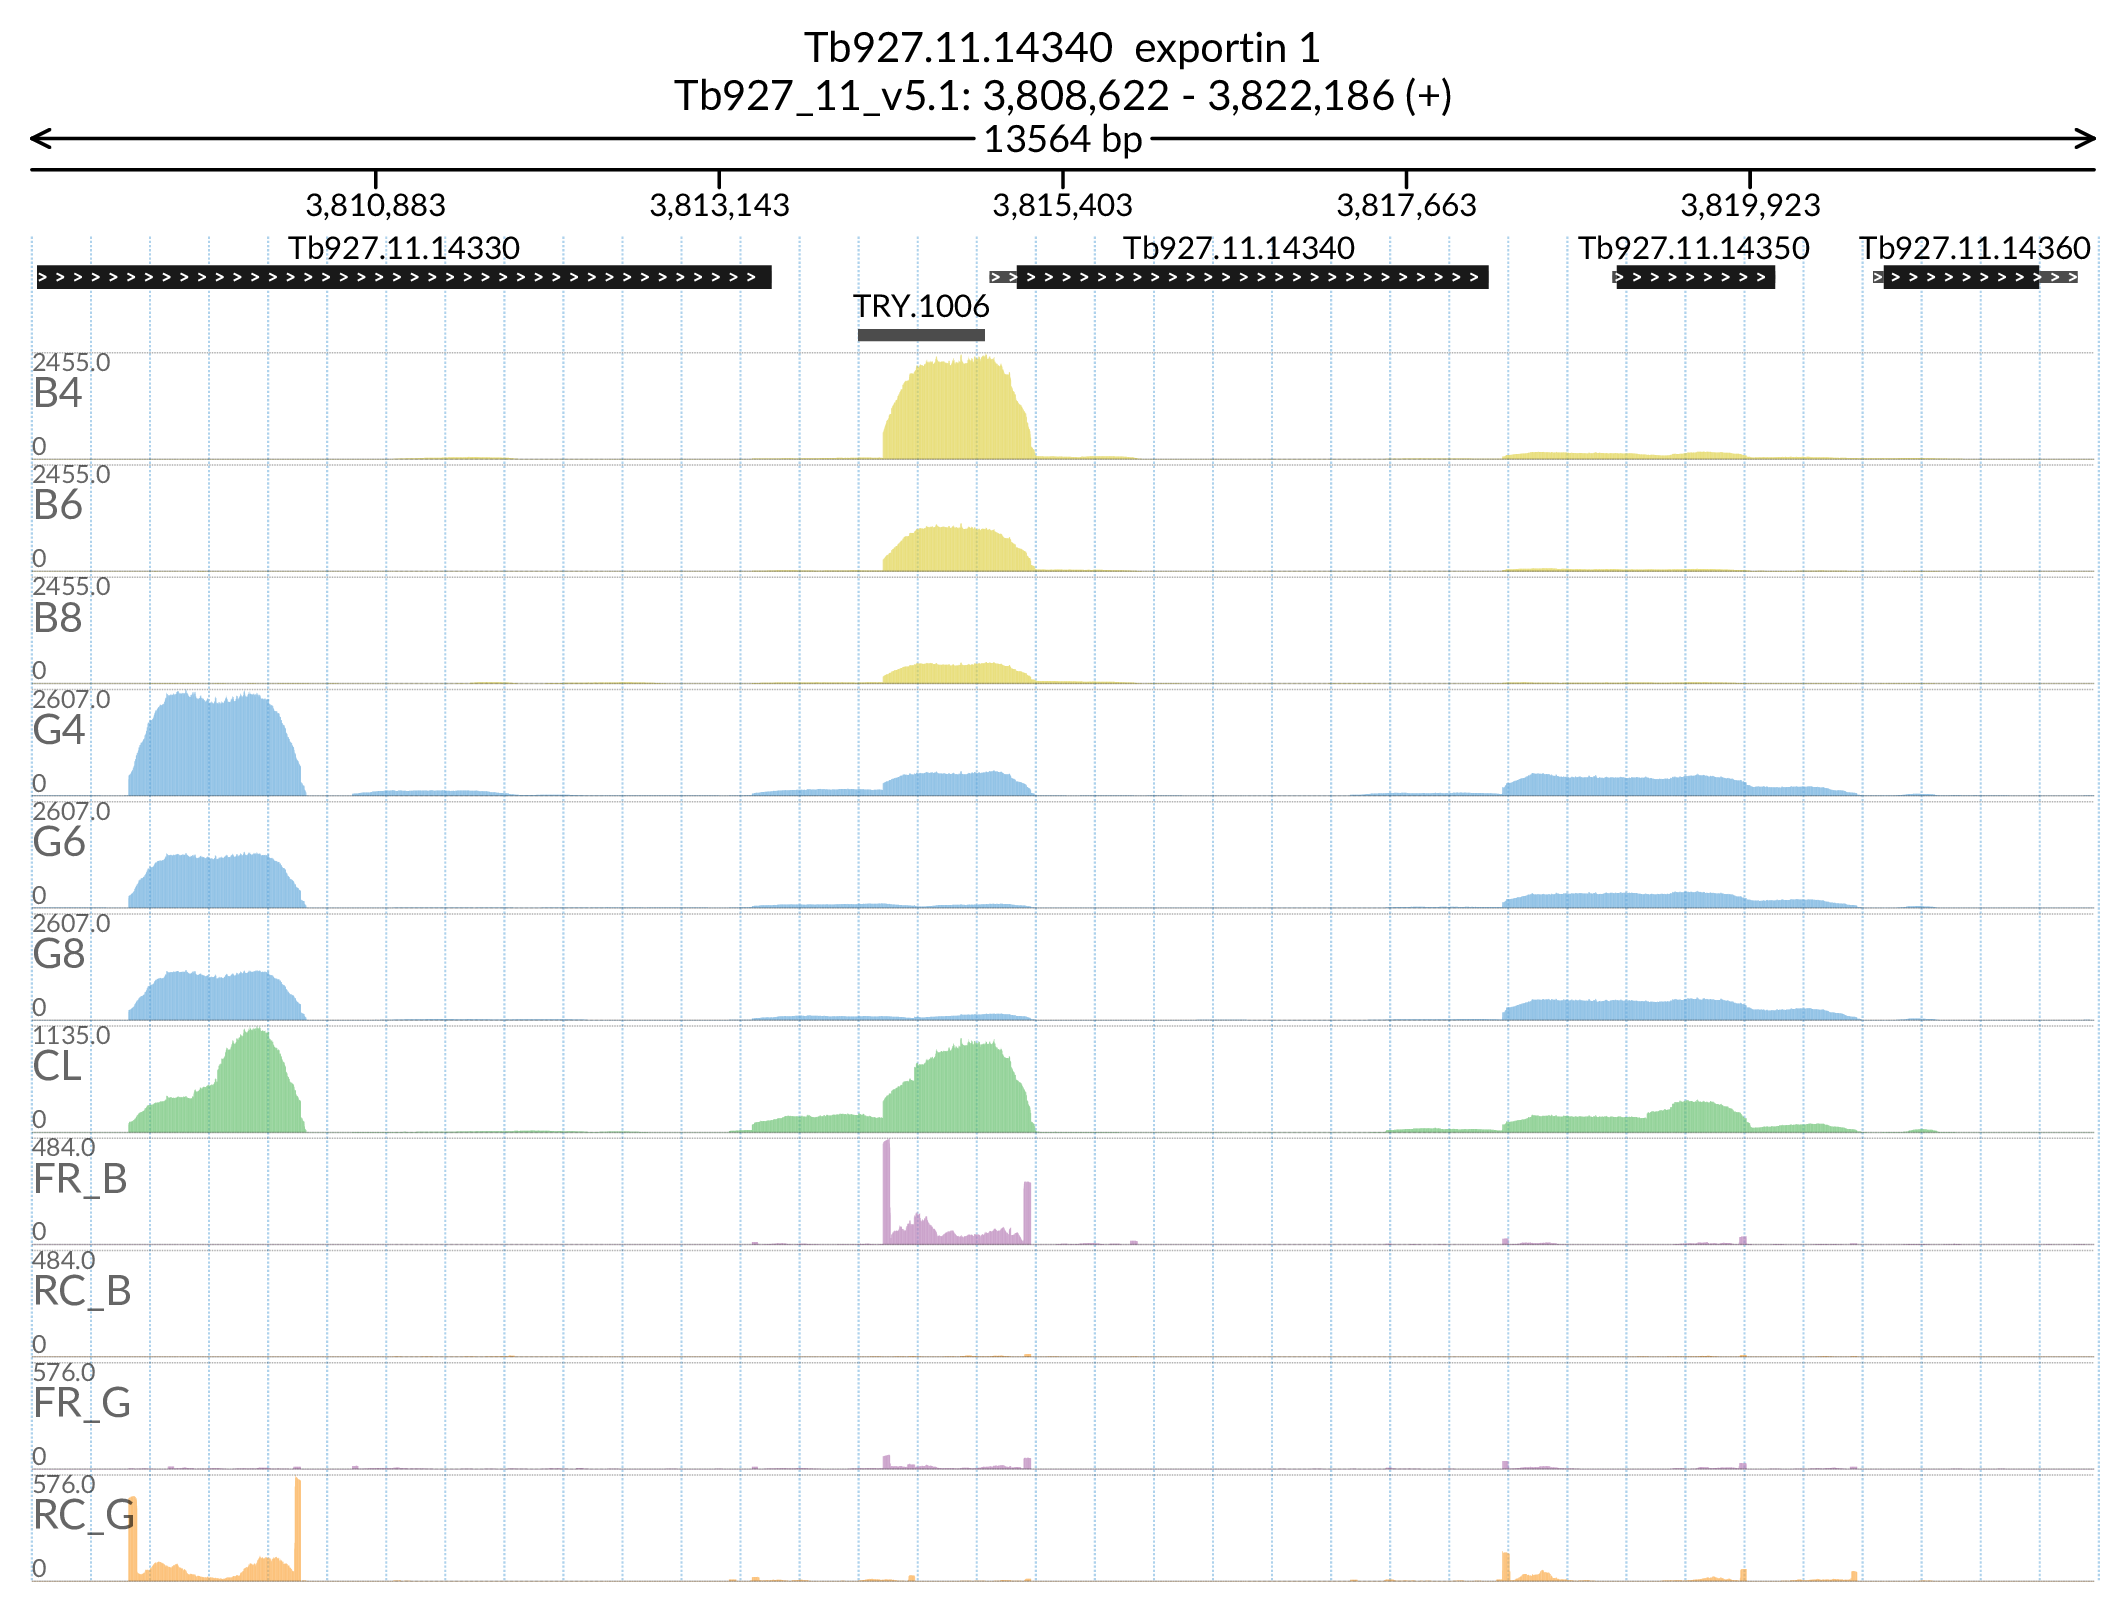 Tb927.11.14340 exportin 1
Tb927_11_v5.1: 3,808,622 - 3,822,186 (+)
13564 bp
3,810,883 3,813,143 3,815,403 3,817,663 3,819,923
Tb927.11.14330 Tb927.11.14340 Tb927.11.14350 Tb927.11.14360
TRY.1006
2455.0
B4
0
2455.0
B6
0
2455.0
B8
0
2607.0
G4
0
2607.0
G6
0
2607.0
G8
0
1135.0
CL
0
484.0
FR_B
0
484.0
RC_B
0
576.0
FR_G
0
576.0
RC_G
0